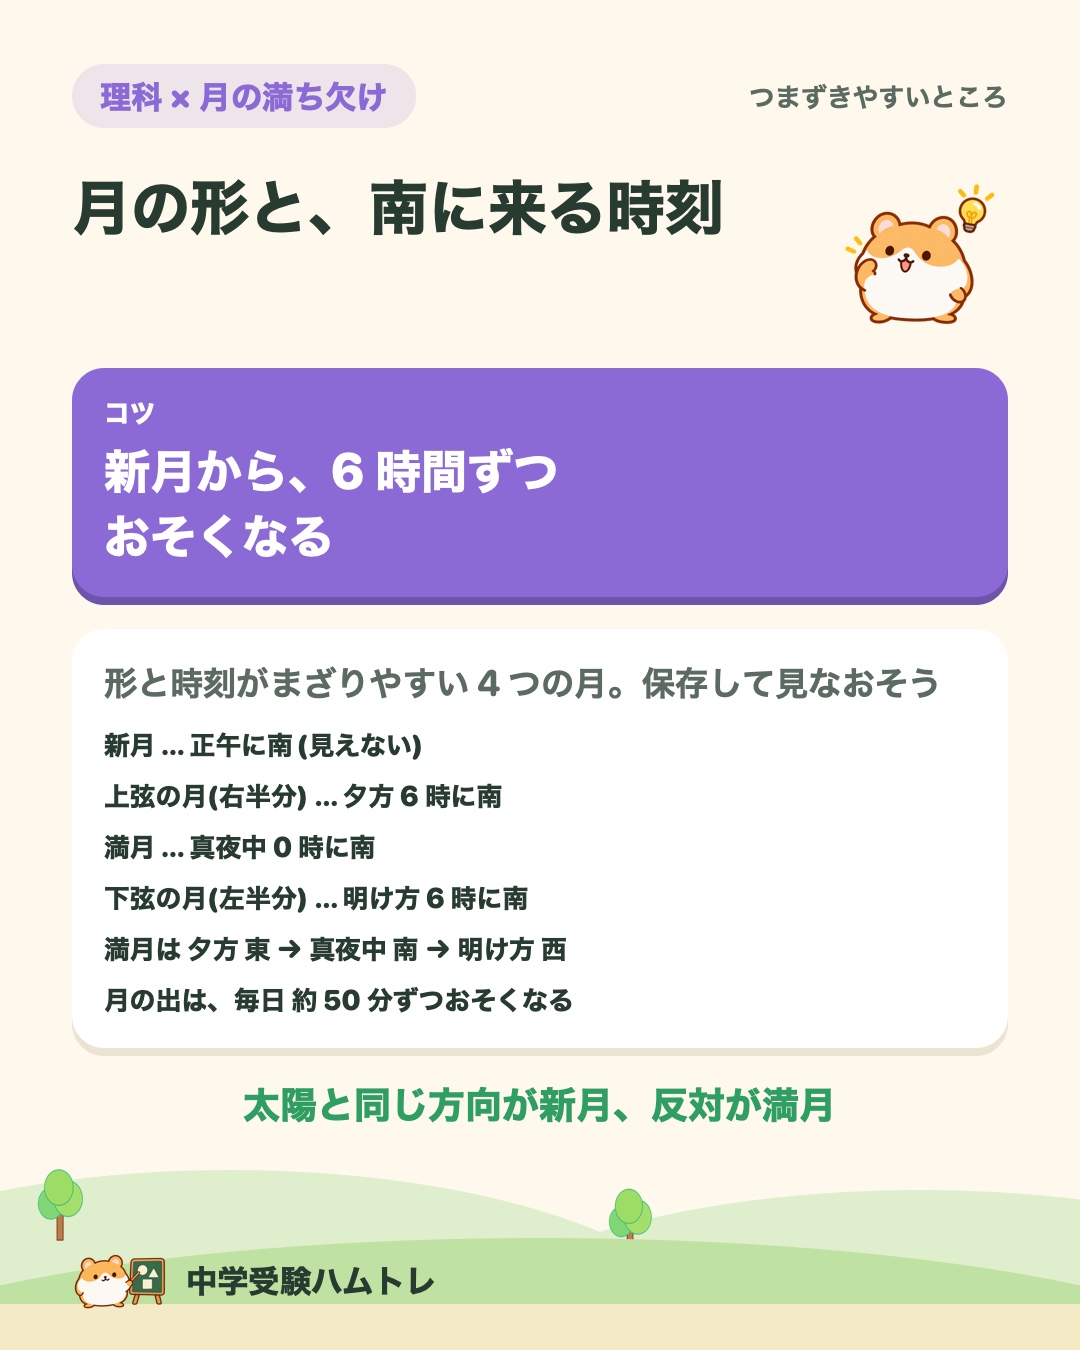 理科 × 月の満ち欠け
つまずきやすいところ
月の形と、南に来る時刻
コツ
新月から、6 時間ずつ
おそくなる
形と時刻がまざりやすい 4 つの月。保存して見なおそう
新月 … 正午に南 (見えない)
上弦の月(右半分) … 夕方 6 時に南
満月 … 真夜中 0 時に南
下弦の月(左半分) … 明け方 6 時に南
満月は 夕方 東 → 真夜中 南 → 明け方 西
月の出は、毎日 約 50 分ずつおそくなる
太陽と同じ方向が新月、反対が満月
中学受験ハムトレ